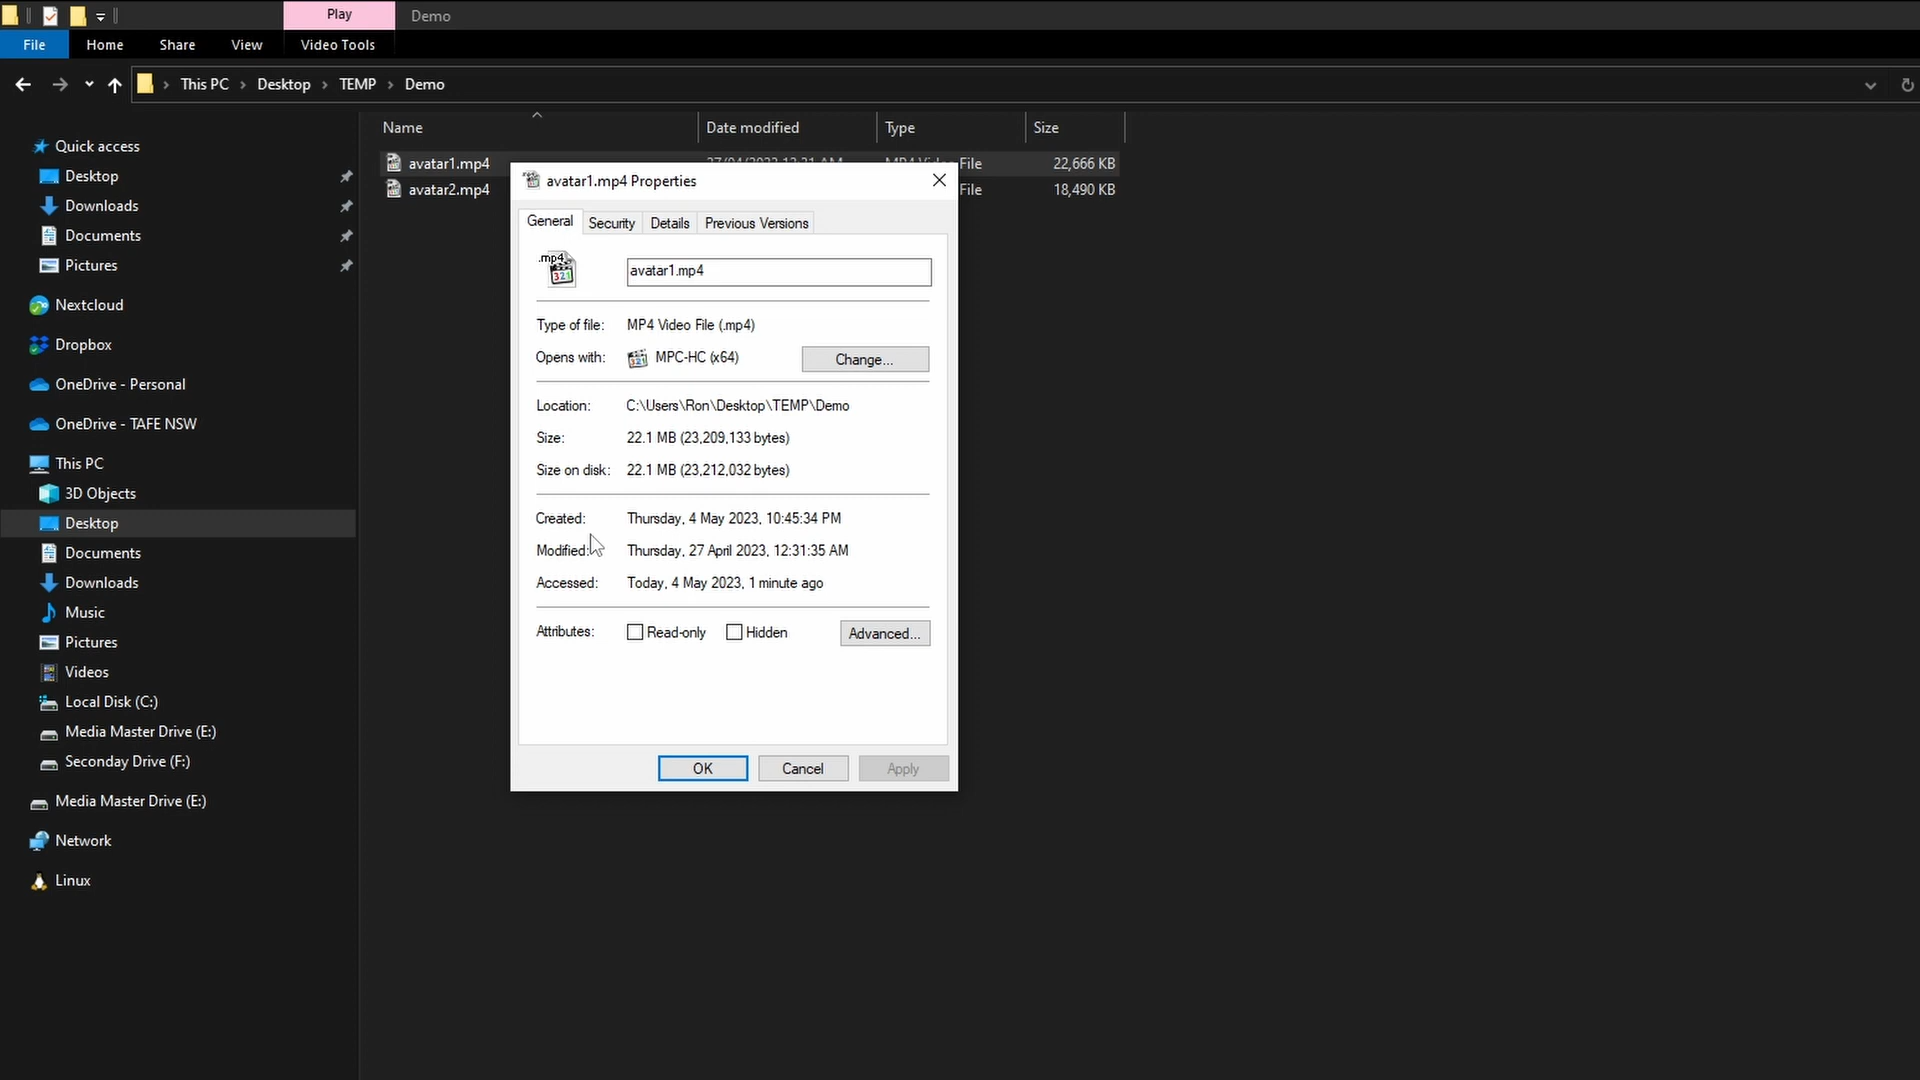 Play
Demo
File
Home
Share
View
Video Tools
This PC
Desktop
TEMP
Demo
Name
Date modified
Type
Size
Quick access
Desktop
Downloads
Documents
Pictures
Nextcloud
Dropbox
OneDrive - Personal
OneDrive - TAFE NSW
This PC
3D Objects
Desktop
Documents
Downloads
Music
Pictures
Videos
Local Disk (C:)
Media Master Drive (E:)
Seconday Drive (F:)
Media Master Drive (E:)
Network
Linux
avatar1.mp4
File
22,666 KB
avatar2.mp4
File
18,490 KB
avatar1.mp4 Properties
General
Security
Details
Previous Versions
.mp4
321
avatar1.mp4
Type of file: MP4 Video File (.mp4)
Opens with: MPC-HC (x64)
Change...
Location: C:\Users\Ron\Desktop\TEMP\Demo
Size: 22.1 MB (23,209,133 bytes)
Size on disk: 22.1 MB (23,212,032 bytes)
Created: Thursday, 4 May 2023, 10:45:34 PM
Modified: Thursday, 27 April 2023, 12:31:35 AM
Accessed: Today, 4 May 2023, 1 minute ago
Attributes: Read-only Hidden
Advanced...
OK
Cancel
Apply